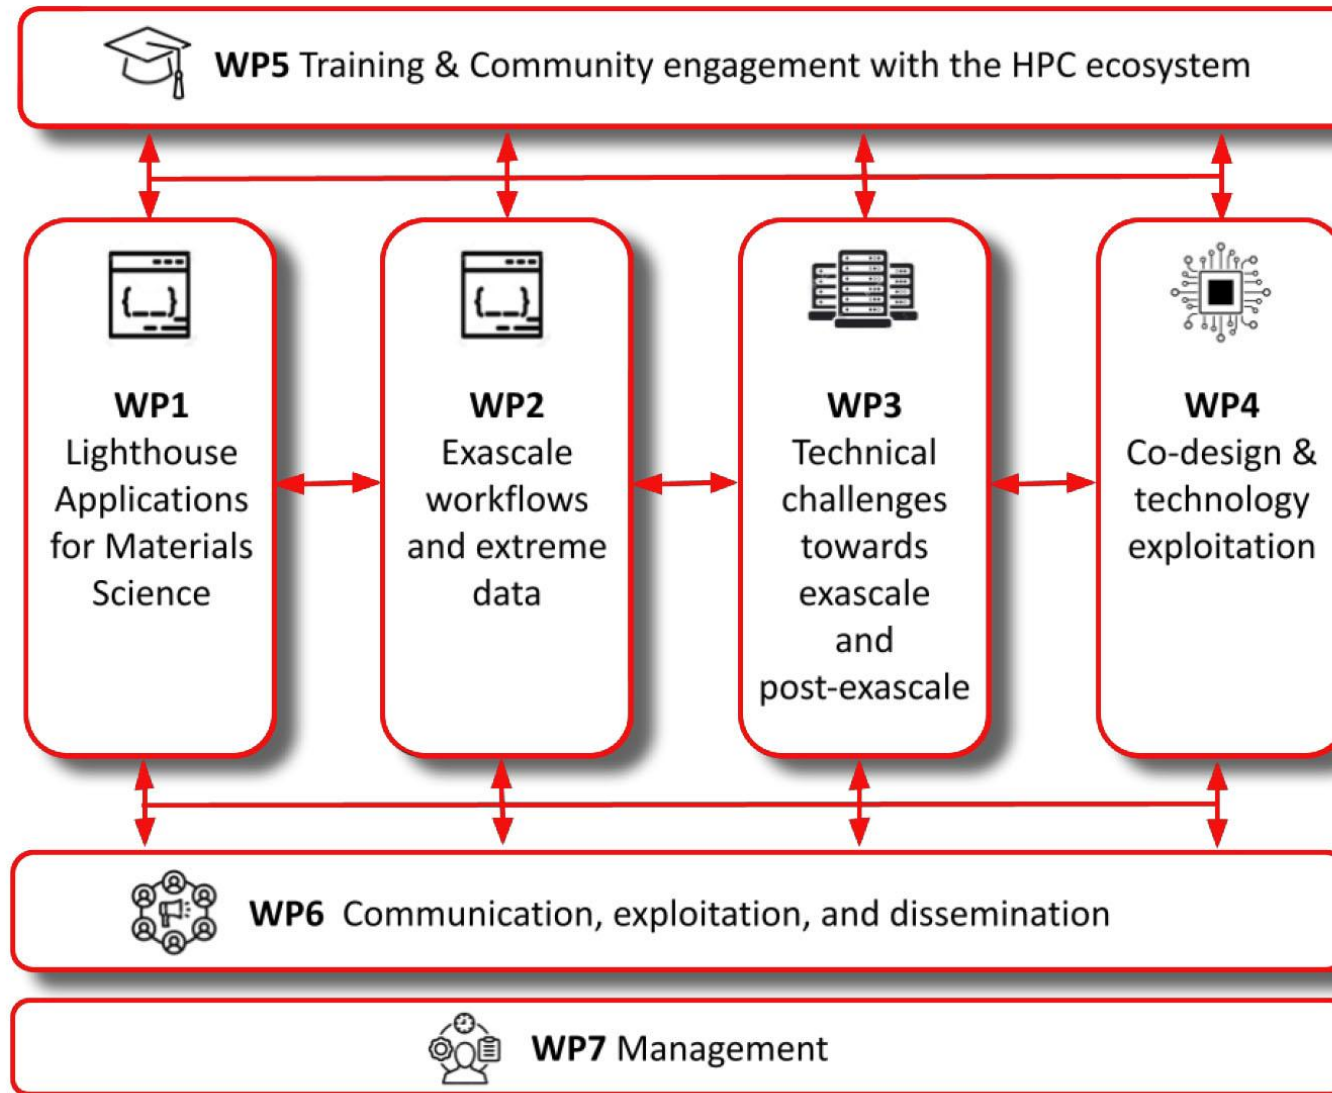 WP5 Training & Community engagement with the HPC ecosystem
WP1
Lighthouse
Applications
for Materials
Science
WP2
Exascale
workflows
and extreme
data
WP3
Technical
challenges
towards
exascale
and
post-exascale
WP4
Co-design &
technology
exploitation
WP6 Communication, exploitation, and dissemination
WP7 Management